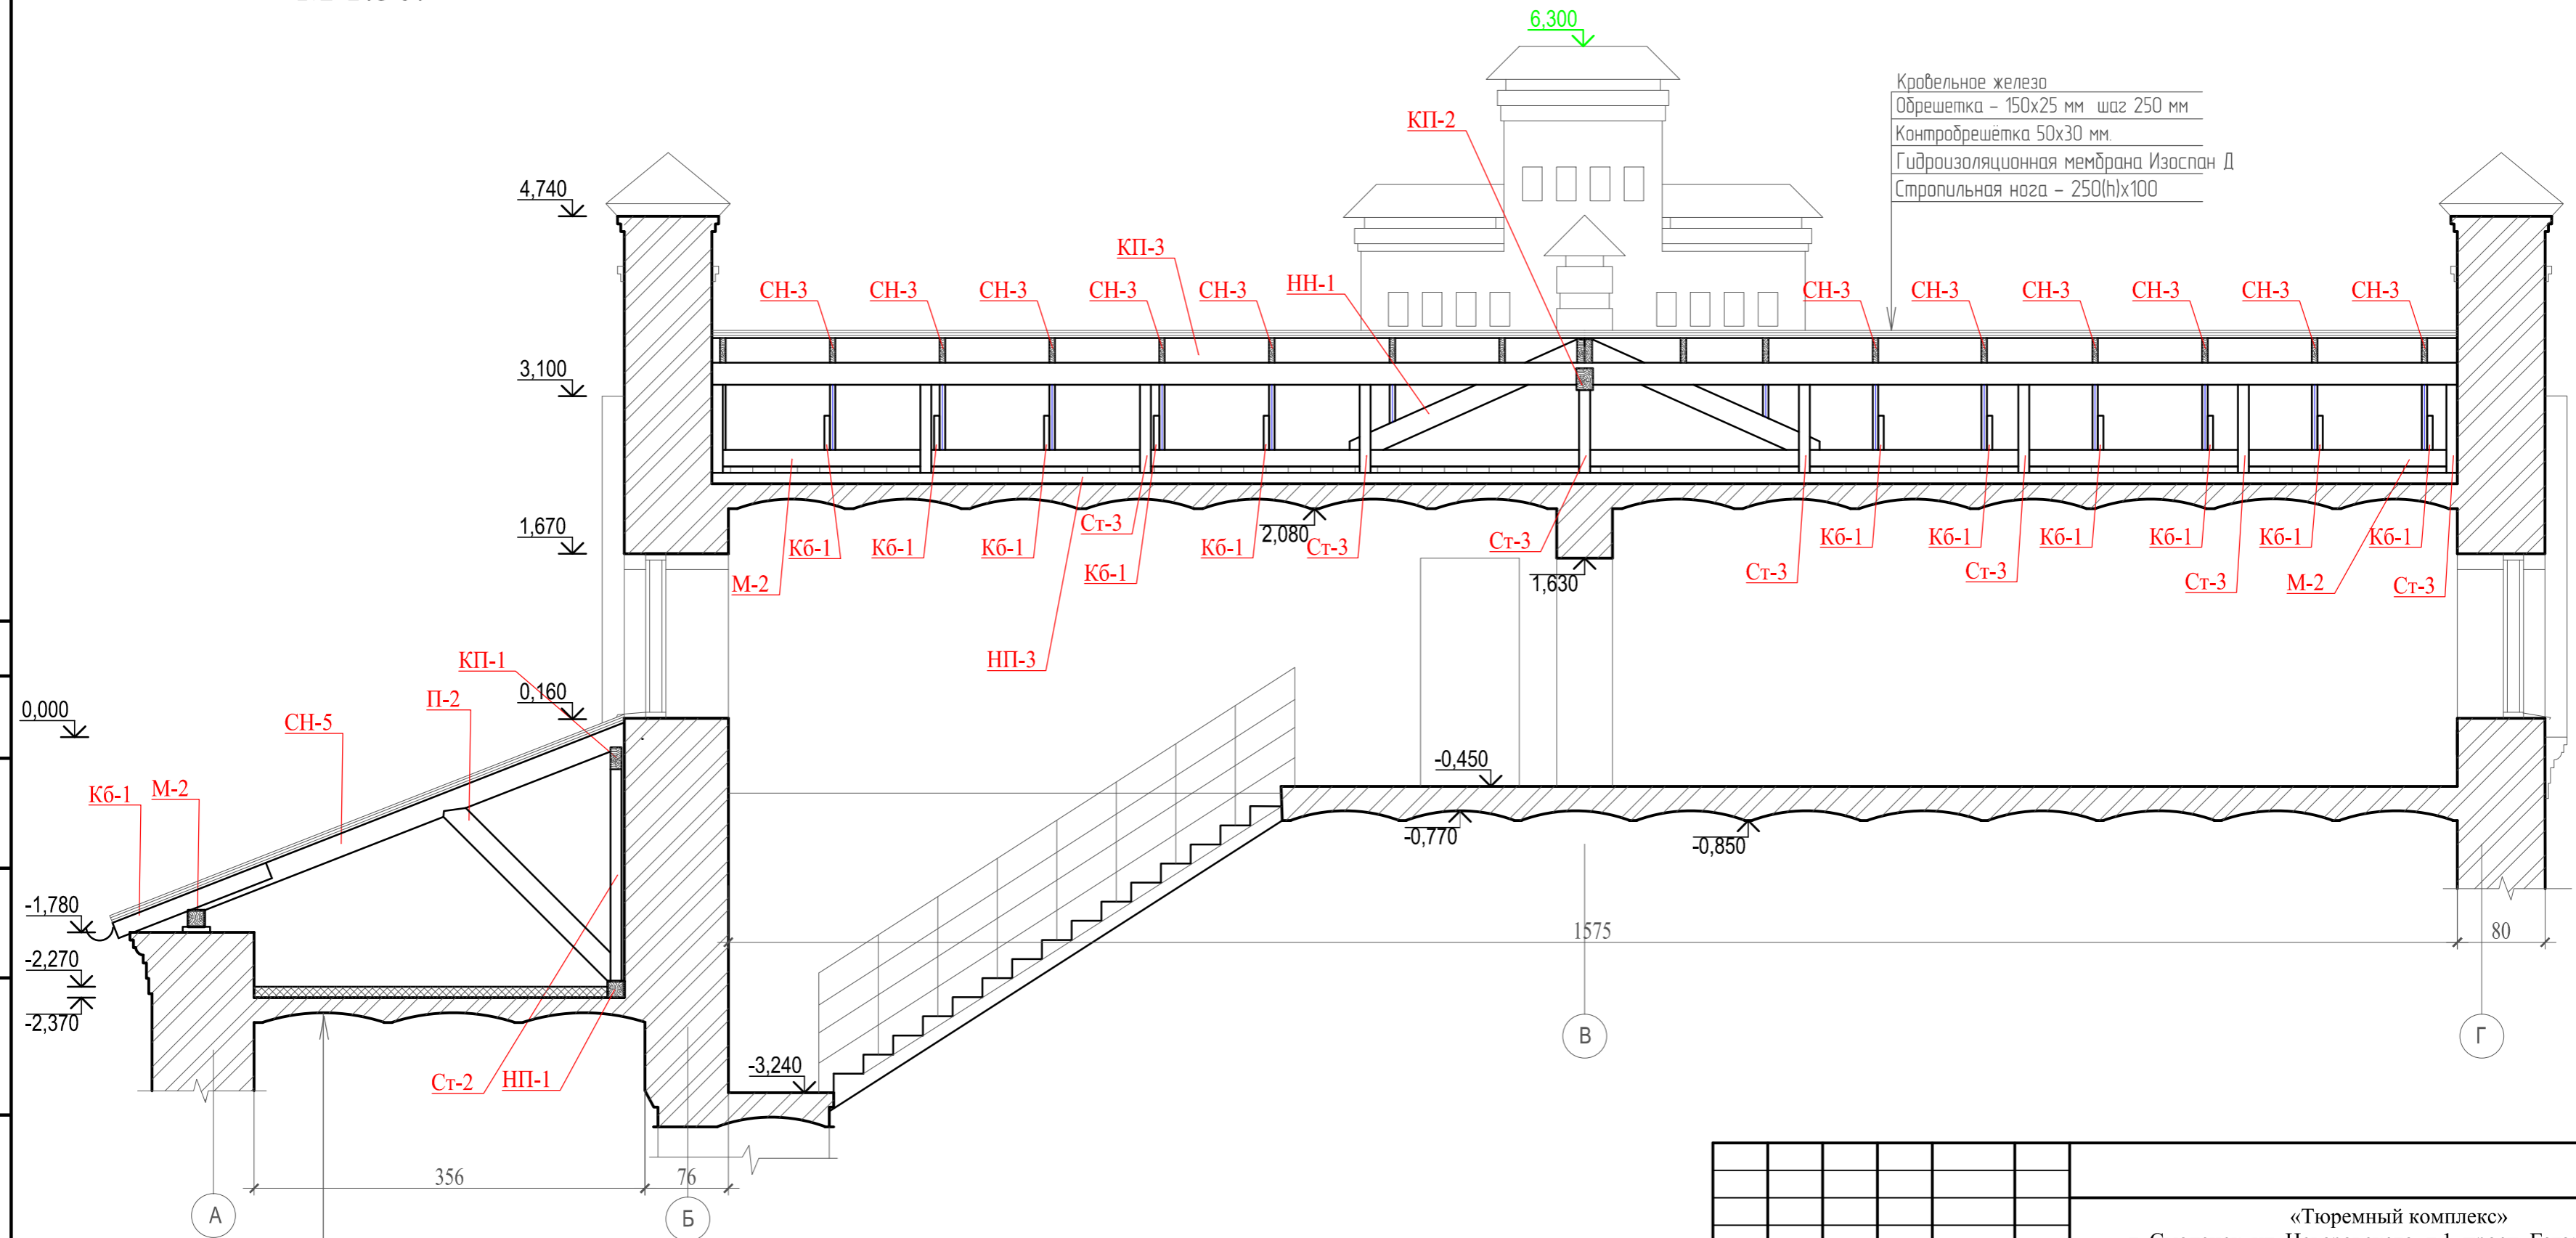 6,300
Кровельное железо
Обрешетка – 150х25 мм шаг 250 мм
Контробрешётка 50х30 мм.
Гидроизоляционная мембрана Изоспан Д
Стропильная нога – 250(h)х100
КП-2
4,740
КП-3
НН-1
СН-3 СН-3 СН-3 СН-3 СН-3 СН-3 СН-3 СН-3 СН-3 СН-3 СН-3
3,100
1,670
2,080
1,630
Ст-3
Кб-1 Кб-1 Кб-1 Кб-1 Ст-3 Ст-3 Кб-1 Кб-1 Кб-1 Кб-1 Кб-1 Кб-1
М-2 Кб-1 Ст-3 Ст-3 Ст-3 М-2 Ст-3
НП-3
КП-1
0,160
П-2
0,000
СН-5
Кб-1
М-2
-0,450
-0,770
-0,850
-1,780
-2,270
-2,370
1575
80
-3,240
Ст-2
НП-1
В
Г
356
76
А
Б
«Тюремный комплекс»